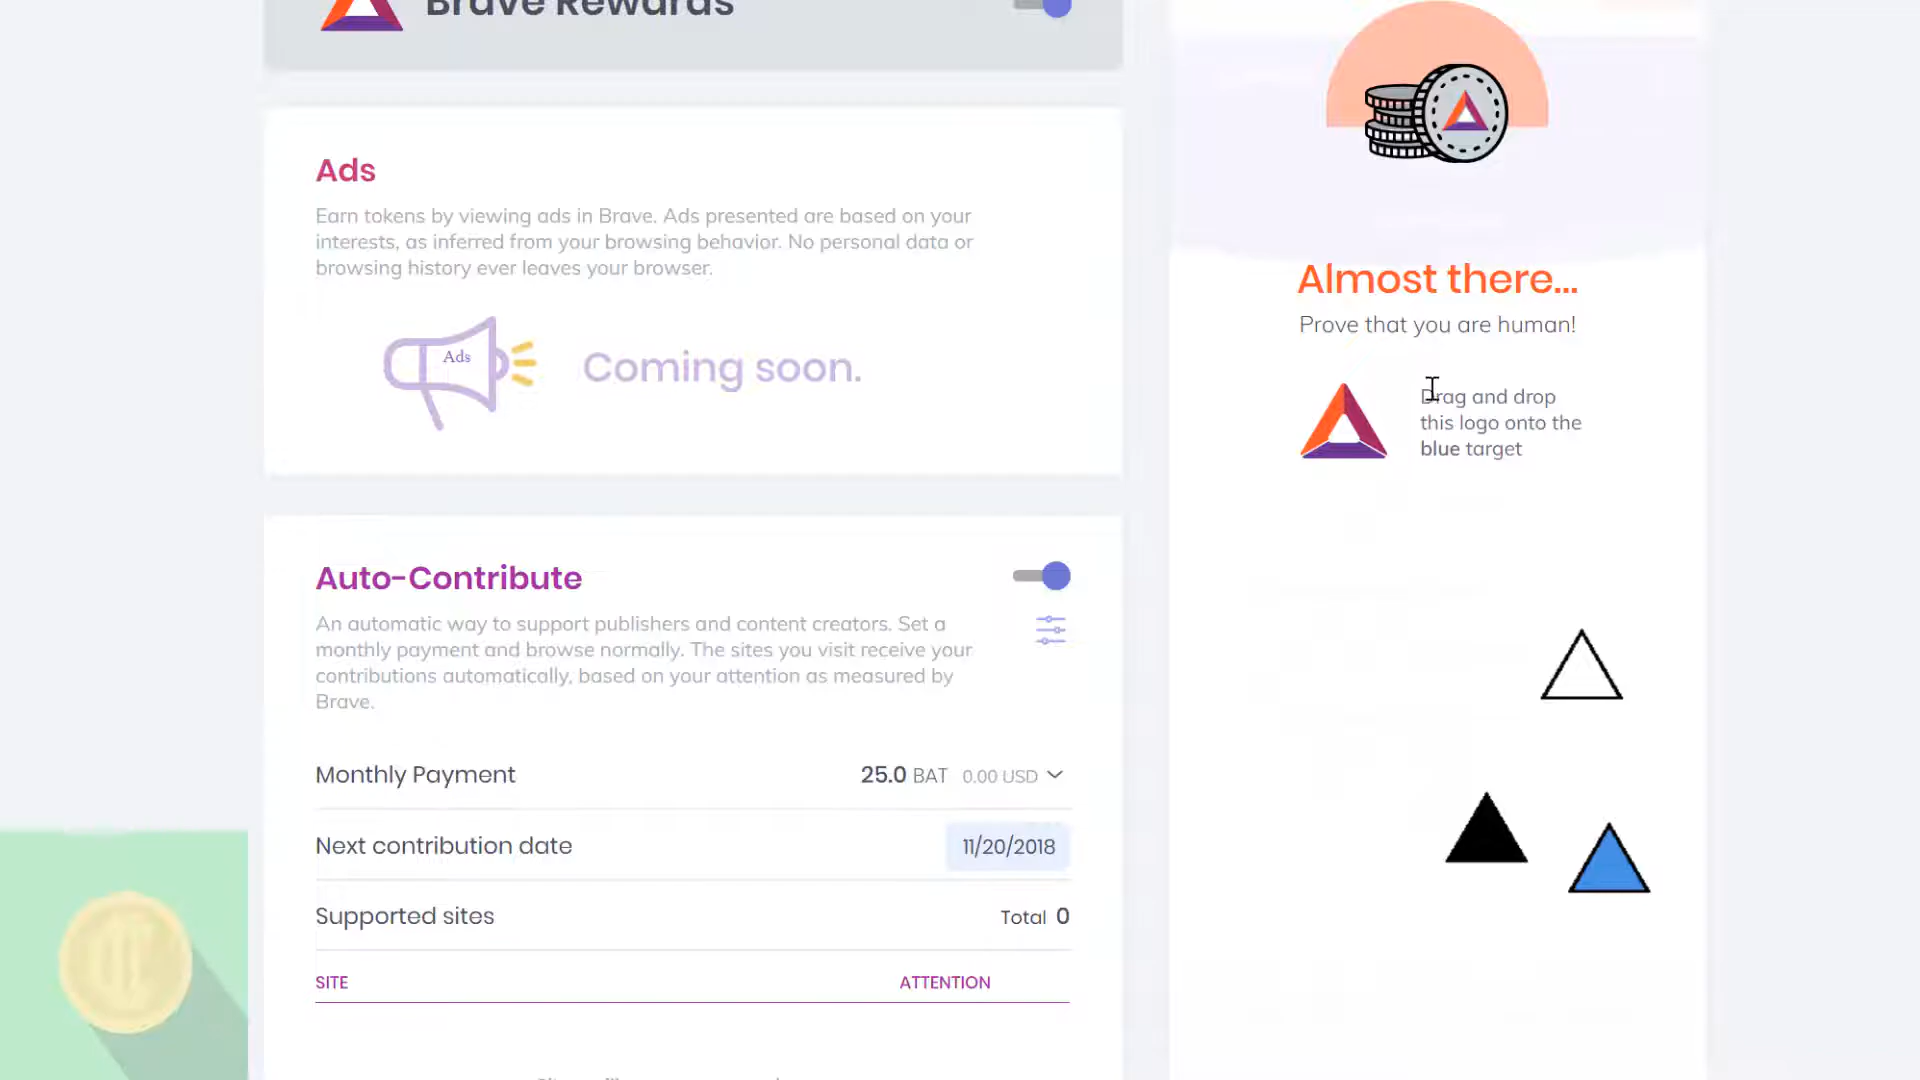 Brave Rewards
Ads
Earn tokens by viewing ads in Brave. Ads presented are based on your
interests, as inferred from your browsing behavior. No personal data or
browsing history ever leaves your browser.
Ads
Coming soon.
Auto-Contribute
An automatic way to support publishers and content creators. Set a
monthly payment and browse normally. The sites you visit receive your
contributions automatically, based on your attention as measured by
Brave.
Monthly Payment 25.0 BAT 0.00 USD
Next contribution date 11/20/2018
Supported sites Total 0
SITE ATTENTION
Almost there...
Prove that you are human!
Drag and drop
this logo onto the
blue target